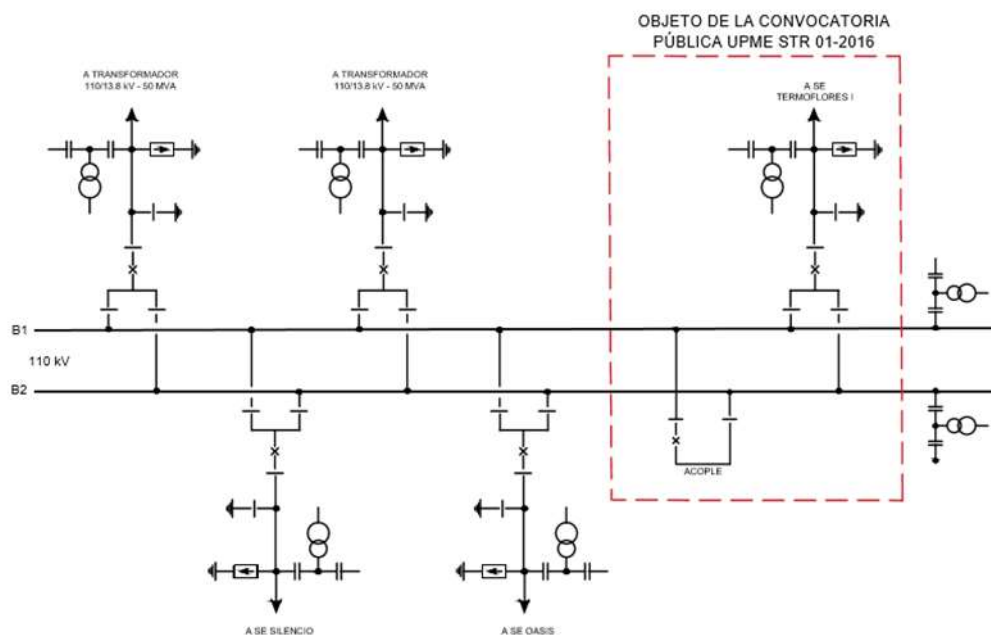 OBJETO DE LA CONVOCATORIA
PÚBLICA UPME STR 01-2016
A TRANSFORMADOR
110/13.8 kV - 50 MVA
A TRANSFORMADOR
110/13.8 kV - 50 MVA
A SE
TERMOFLORES I
B1
110 kV
B2
ACOPLE
A SE SILENCIO
A SE OASIS